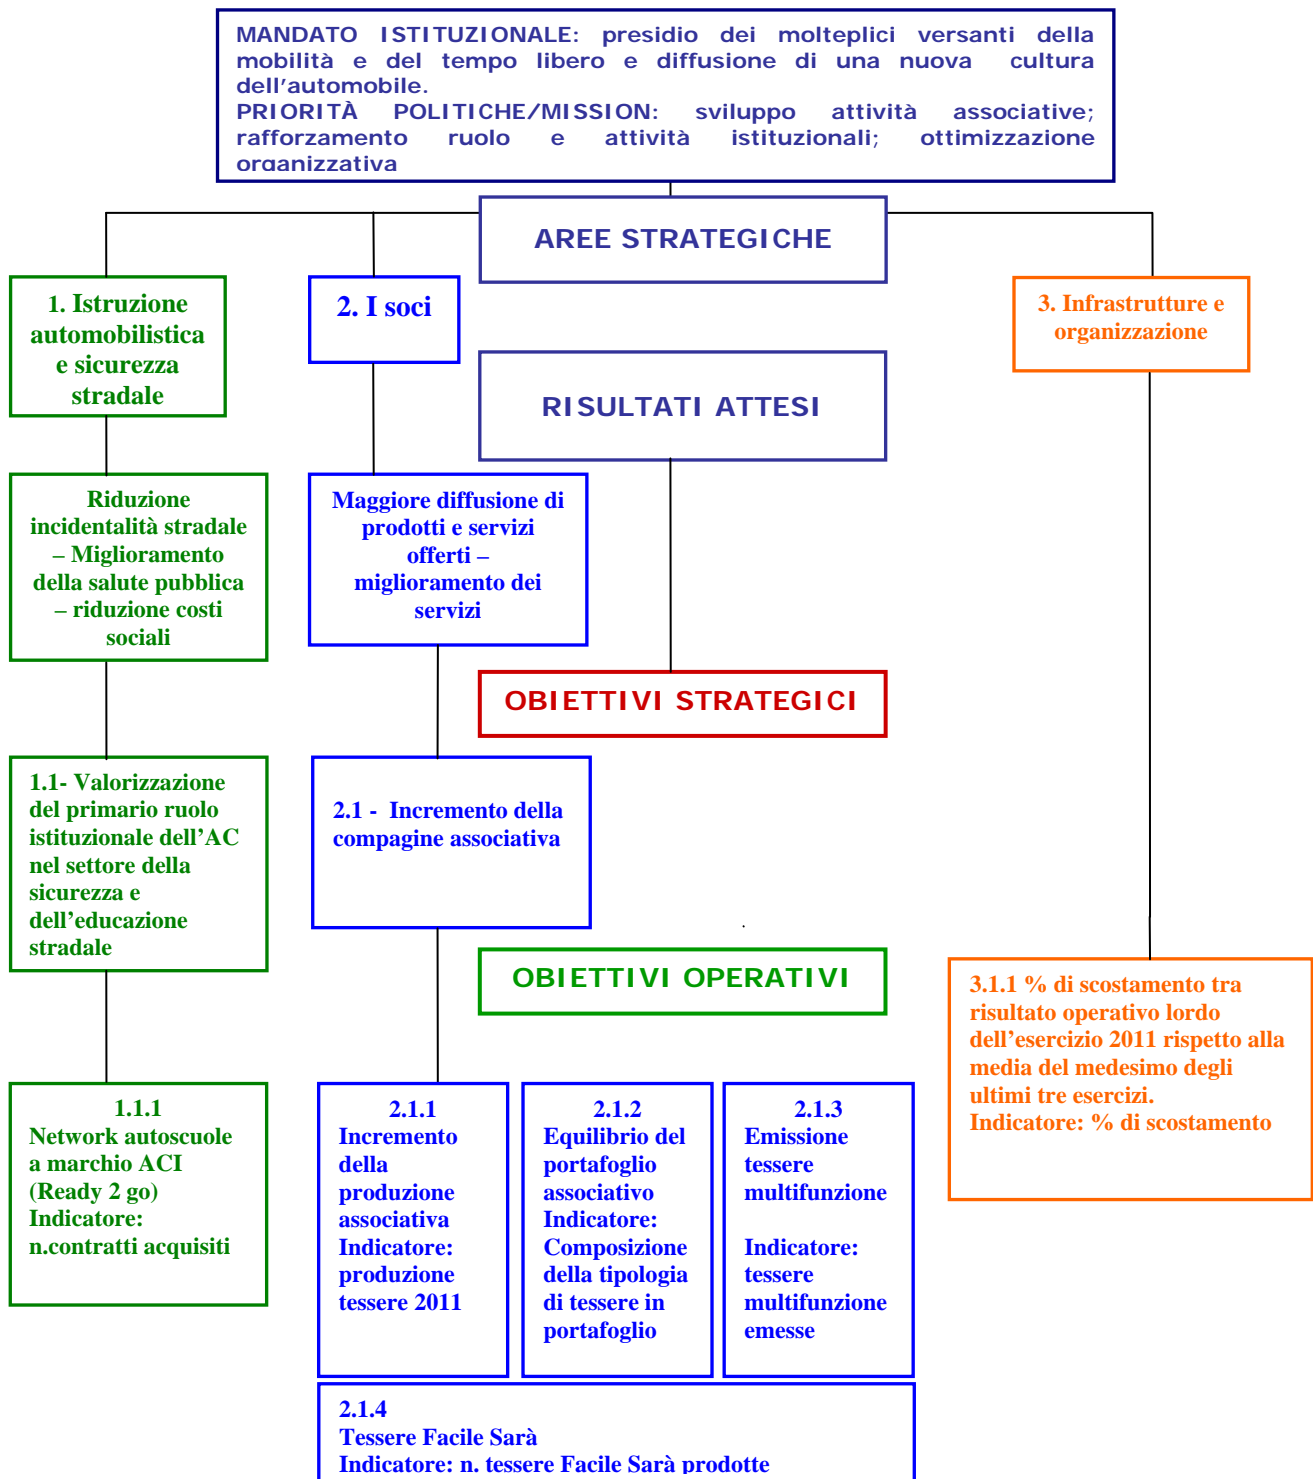 MANDATO ISTITUZIONALE: presidio dei molteplici versanti della
mobilità e del tempo libero e diffusione di una nuova cultura
dell'automobile.
PRIORITÀ POLITICHE/MISSION: sviluppo attività associative;
rafforzamento ruolo e attività istituzionali; ottimizzazione
organizzativa
AREE STRATEGICHE
1. Istruzione
automobilistica
e sicurezza
stradale
2. I soci
3. Infrastrutture e
organizzazione
RISULTATI ATTESI
Riduzione
incidentalità stradale
– Miglioramento
della salute pubblica
– riduzione costi
sociali
Maggiore diffusione di
prodotti e servizi
offerti –
miglioramento dei
servizi
OBIETTIVI STRATEGICI
1.1- Valorizzazione
del primario ruolo
istituzionale dell'AC
nel settore della
sicurezza e
dell'educazione
stradale
2.1 - Incremento della
compagine associativa
OBIETTIVI OPERATIVI
3.1.1 % di scostamento tra
risultato operativo lordo
dell'esercizio 2011 rispetto alla
media del medesimo degli
ultimi tre esercizi.
Indicatore: % di scostamento
1.1.1
Network autoscuole
a marchio ACI
(Ready 2 go)
Indicatore:
n.contratti acquisiti
2.1.1
Incremento
della
produzione
associativa
Indicatore:
produzione
tessere 2011
2.1.2
Equilibrio del
portafoglio
associativo
Indicatore:
Composizione
della tipologia
di tessere in
portafoglio
2.1.3
Emissione
tessere
multifunzione
Indicatore:
tessere
multifunzione
emesse
2.1.4
Tessere Facile Sarà
Indicatore: n. tessere Facile Sarà prodotte